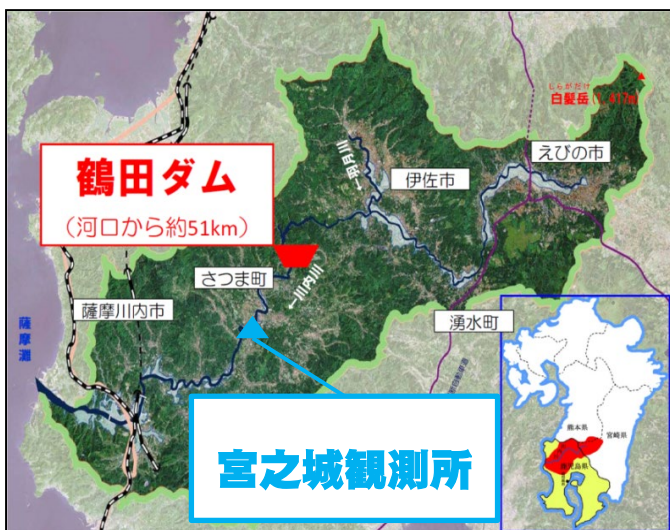 しらがだけ
白髪岳(1,417m)
えびの市
鶴田ダム
(河口から約51km)
←羽月川
伊佐市
さつま町
←川内川
薩摩川内市
薩摩灘
湧水町
宮之城観測所
熊本県
宮崎県
鹿児島県